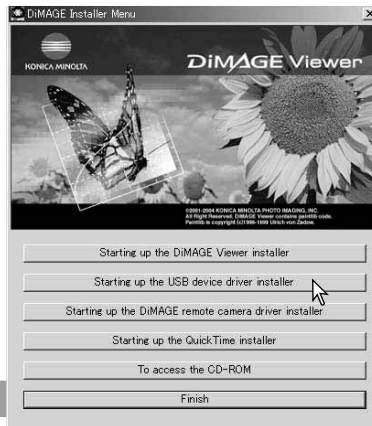 DiMAGE Installer Menu
KONICA MINOLTA
DiMAGE Viewer
©2001-2004 KONICA MINOLTA PHOTO IMAGING, INC.
All Right Reserved. DiMAGE Viewer contains paintlib code.
Paintlib is copyright (c)1996-1999 Ulrich von Zadow.
Starting up the DiMAGE Viewer installer
Starting up the USB device driver installer
Starting up the DiMAGE remote camera driver installer
Starting up the QuickTime installer
To access the CD-ROM
Finish